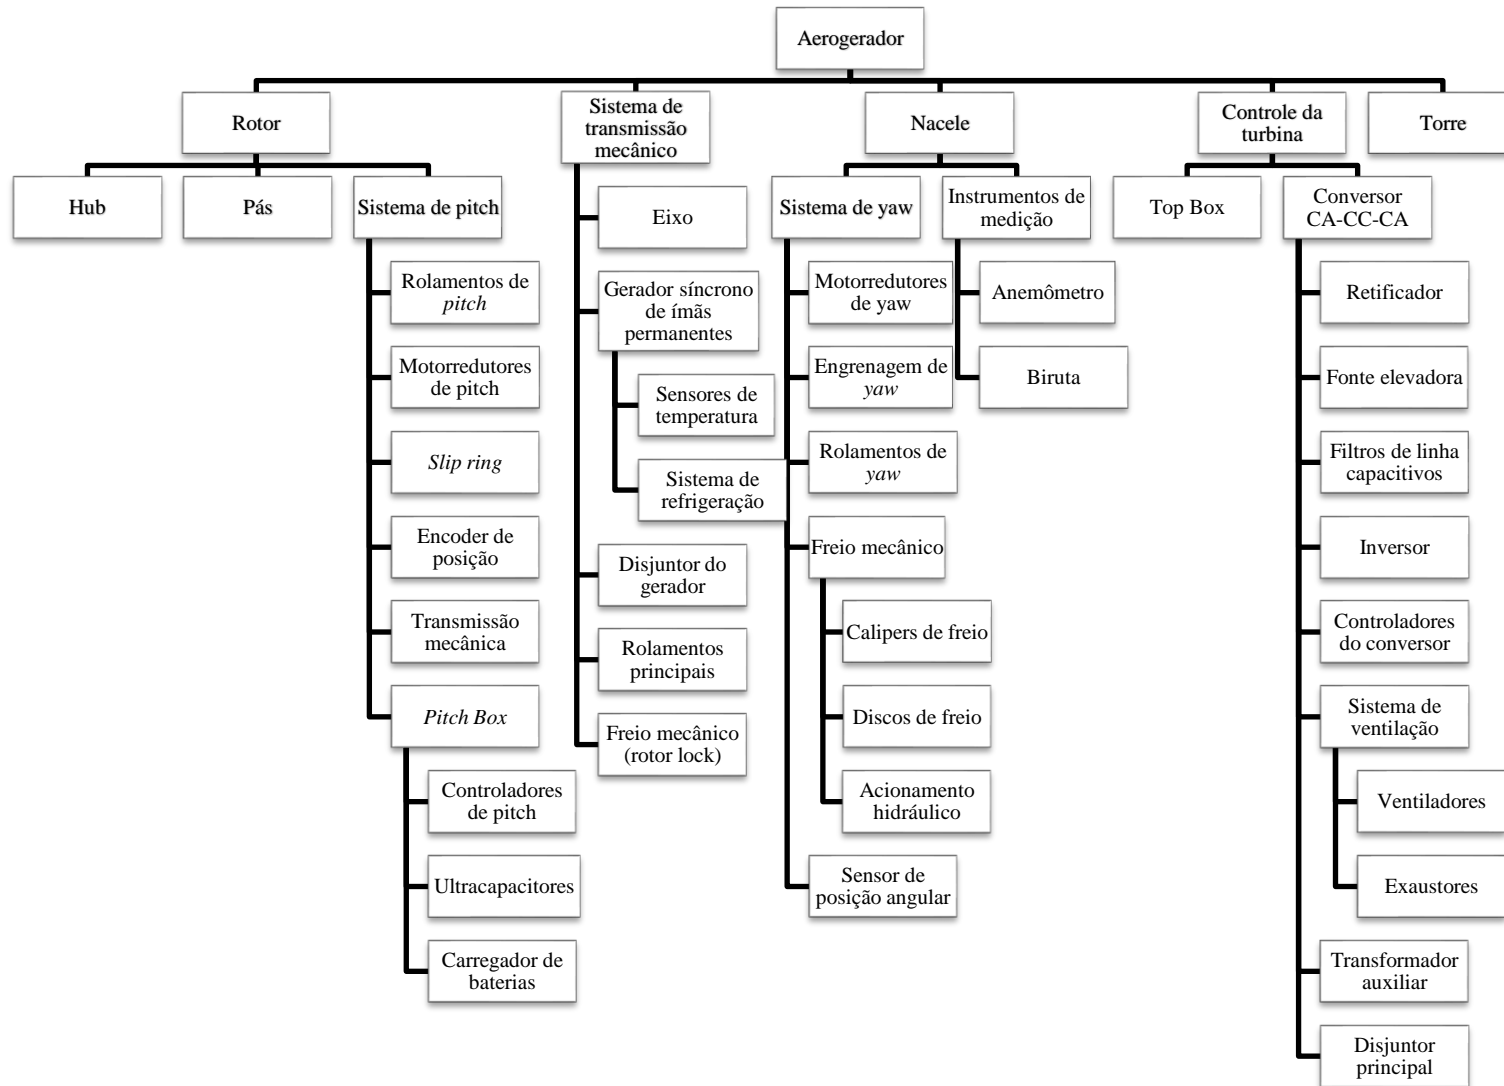 Aerogerador
Rotor
Sistema de
transmissão
mecânico
Nacele
Controle da
turbina
Torre
Hub
Pás
Sistema de pitch
Rolamentos de
pitch
Motorredutores
de pitch
Slip ring
Encoder de
posição
Transmissão
mecânica
Pitch Box
Controladores
de pitch
Ultracapacitores
Carregador de
baterias
Eixo
Gerador síncrono
de ímãs
permanentes
Sensores de
temperatura
Sistema de
refrigeração
Disjuntor do
gerador
Rolamentos
principais
Freio mecânico
(rotor lock)
Sistema de yaw
Motorredutores
de yaw
Engrenagem de
yaw
Rolamentos de
yaw
Freio mecânico
Calipers de freio
Discos de freio
Acionamento
hidráulico
Sensor de
posição angular
Instrumentos de
medição
Anemômetro
Biruta
Top Box
Conversor
CA-CC-CA
Retificador
Fonte elevadora
Filtros de linha
capacitivos
Inversor
Controladores
do conversor
Sistema de
ventilação
Ventiladores
Exaustores
Transformador
auxiliar
Disjuntor
principal